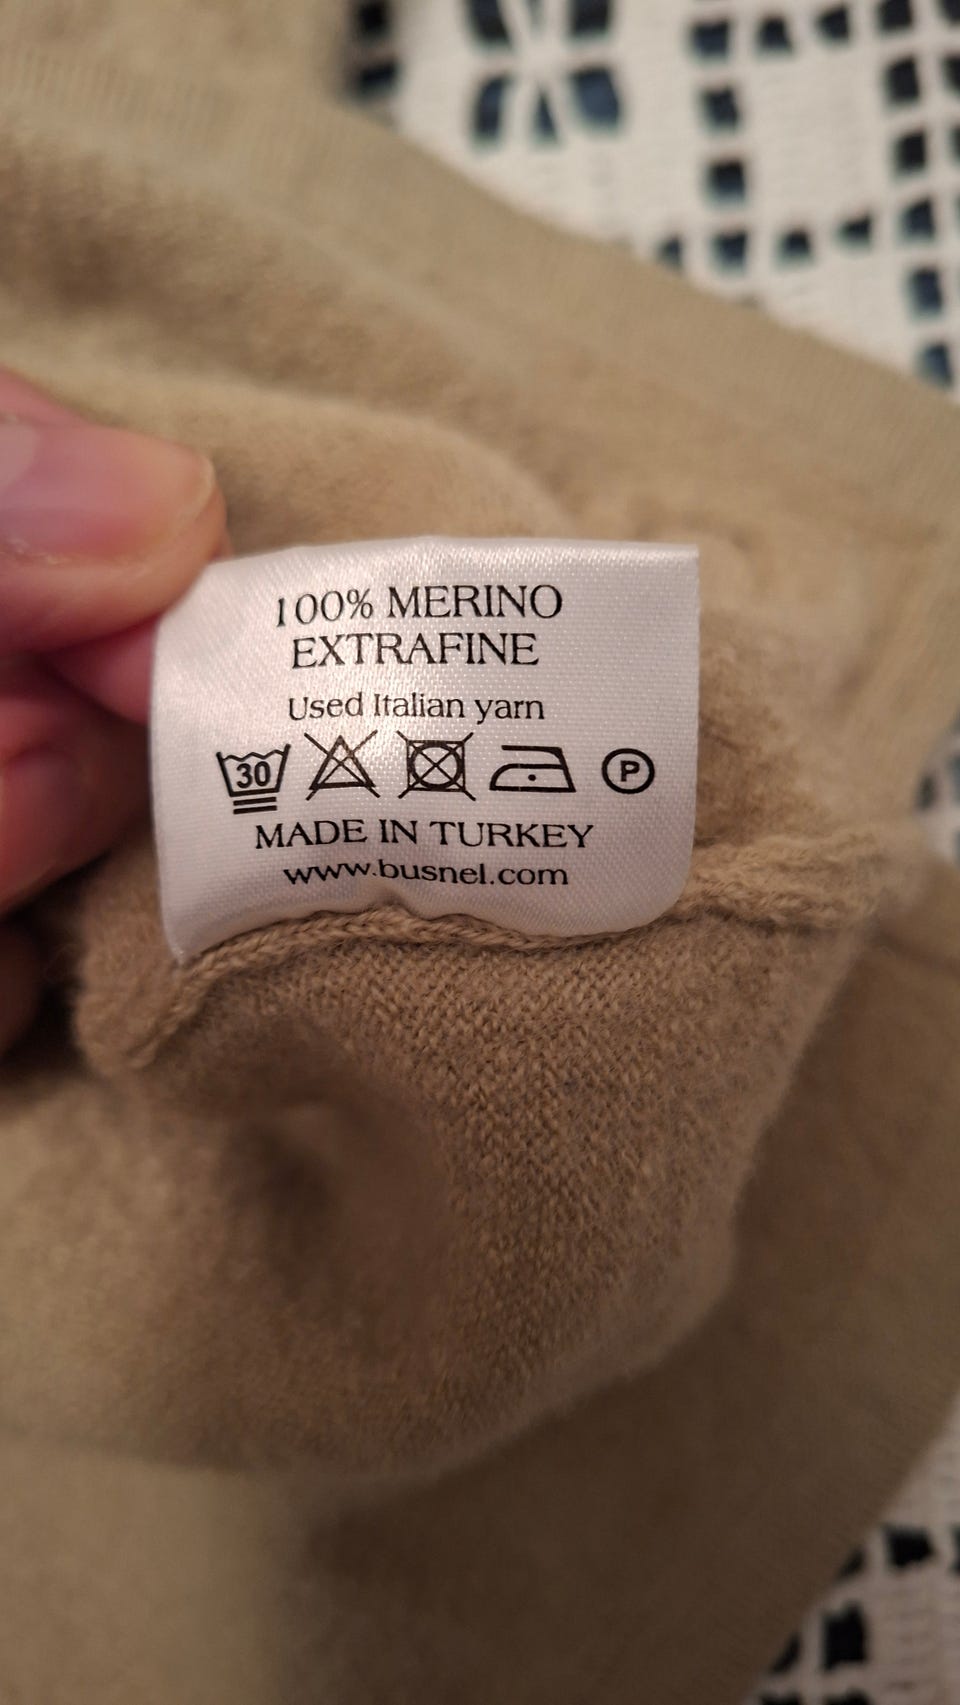 100% MERINO
EXTRAFINE
Used Italian yarn
30 P
MADE IN TURKEY
www.busnel.com